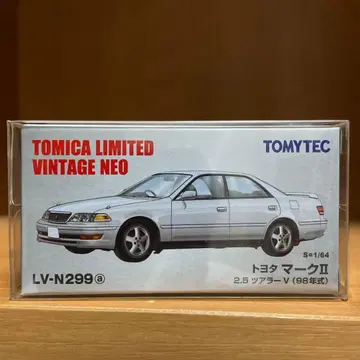 TOMICA LIMITED
VINTAGE NEO
TOMYTEC
S=1/64
LV-N299ⓐ
トヨタ マークⅡ
2.5 ツアラーV（98年式）